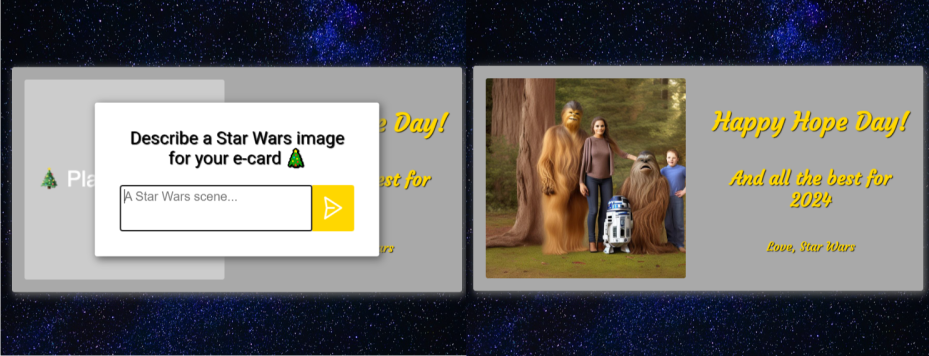 Describe a Star Wars image
for your e-card 🎄
A Star Wars scene...
🎄 Pla
e Day!
est for
rs
Happy Hope Day!
And all the best for
2024
Love, Star Wars